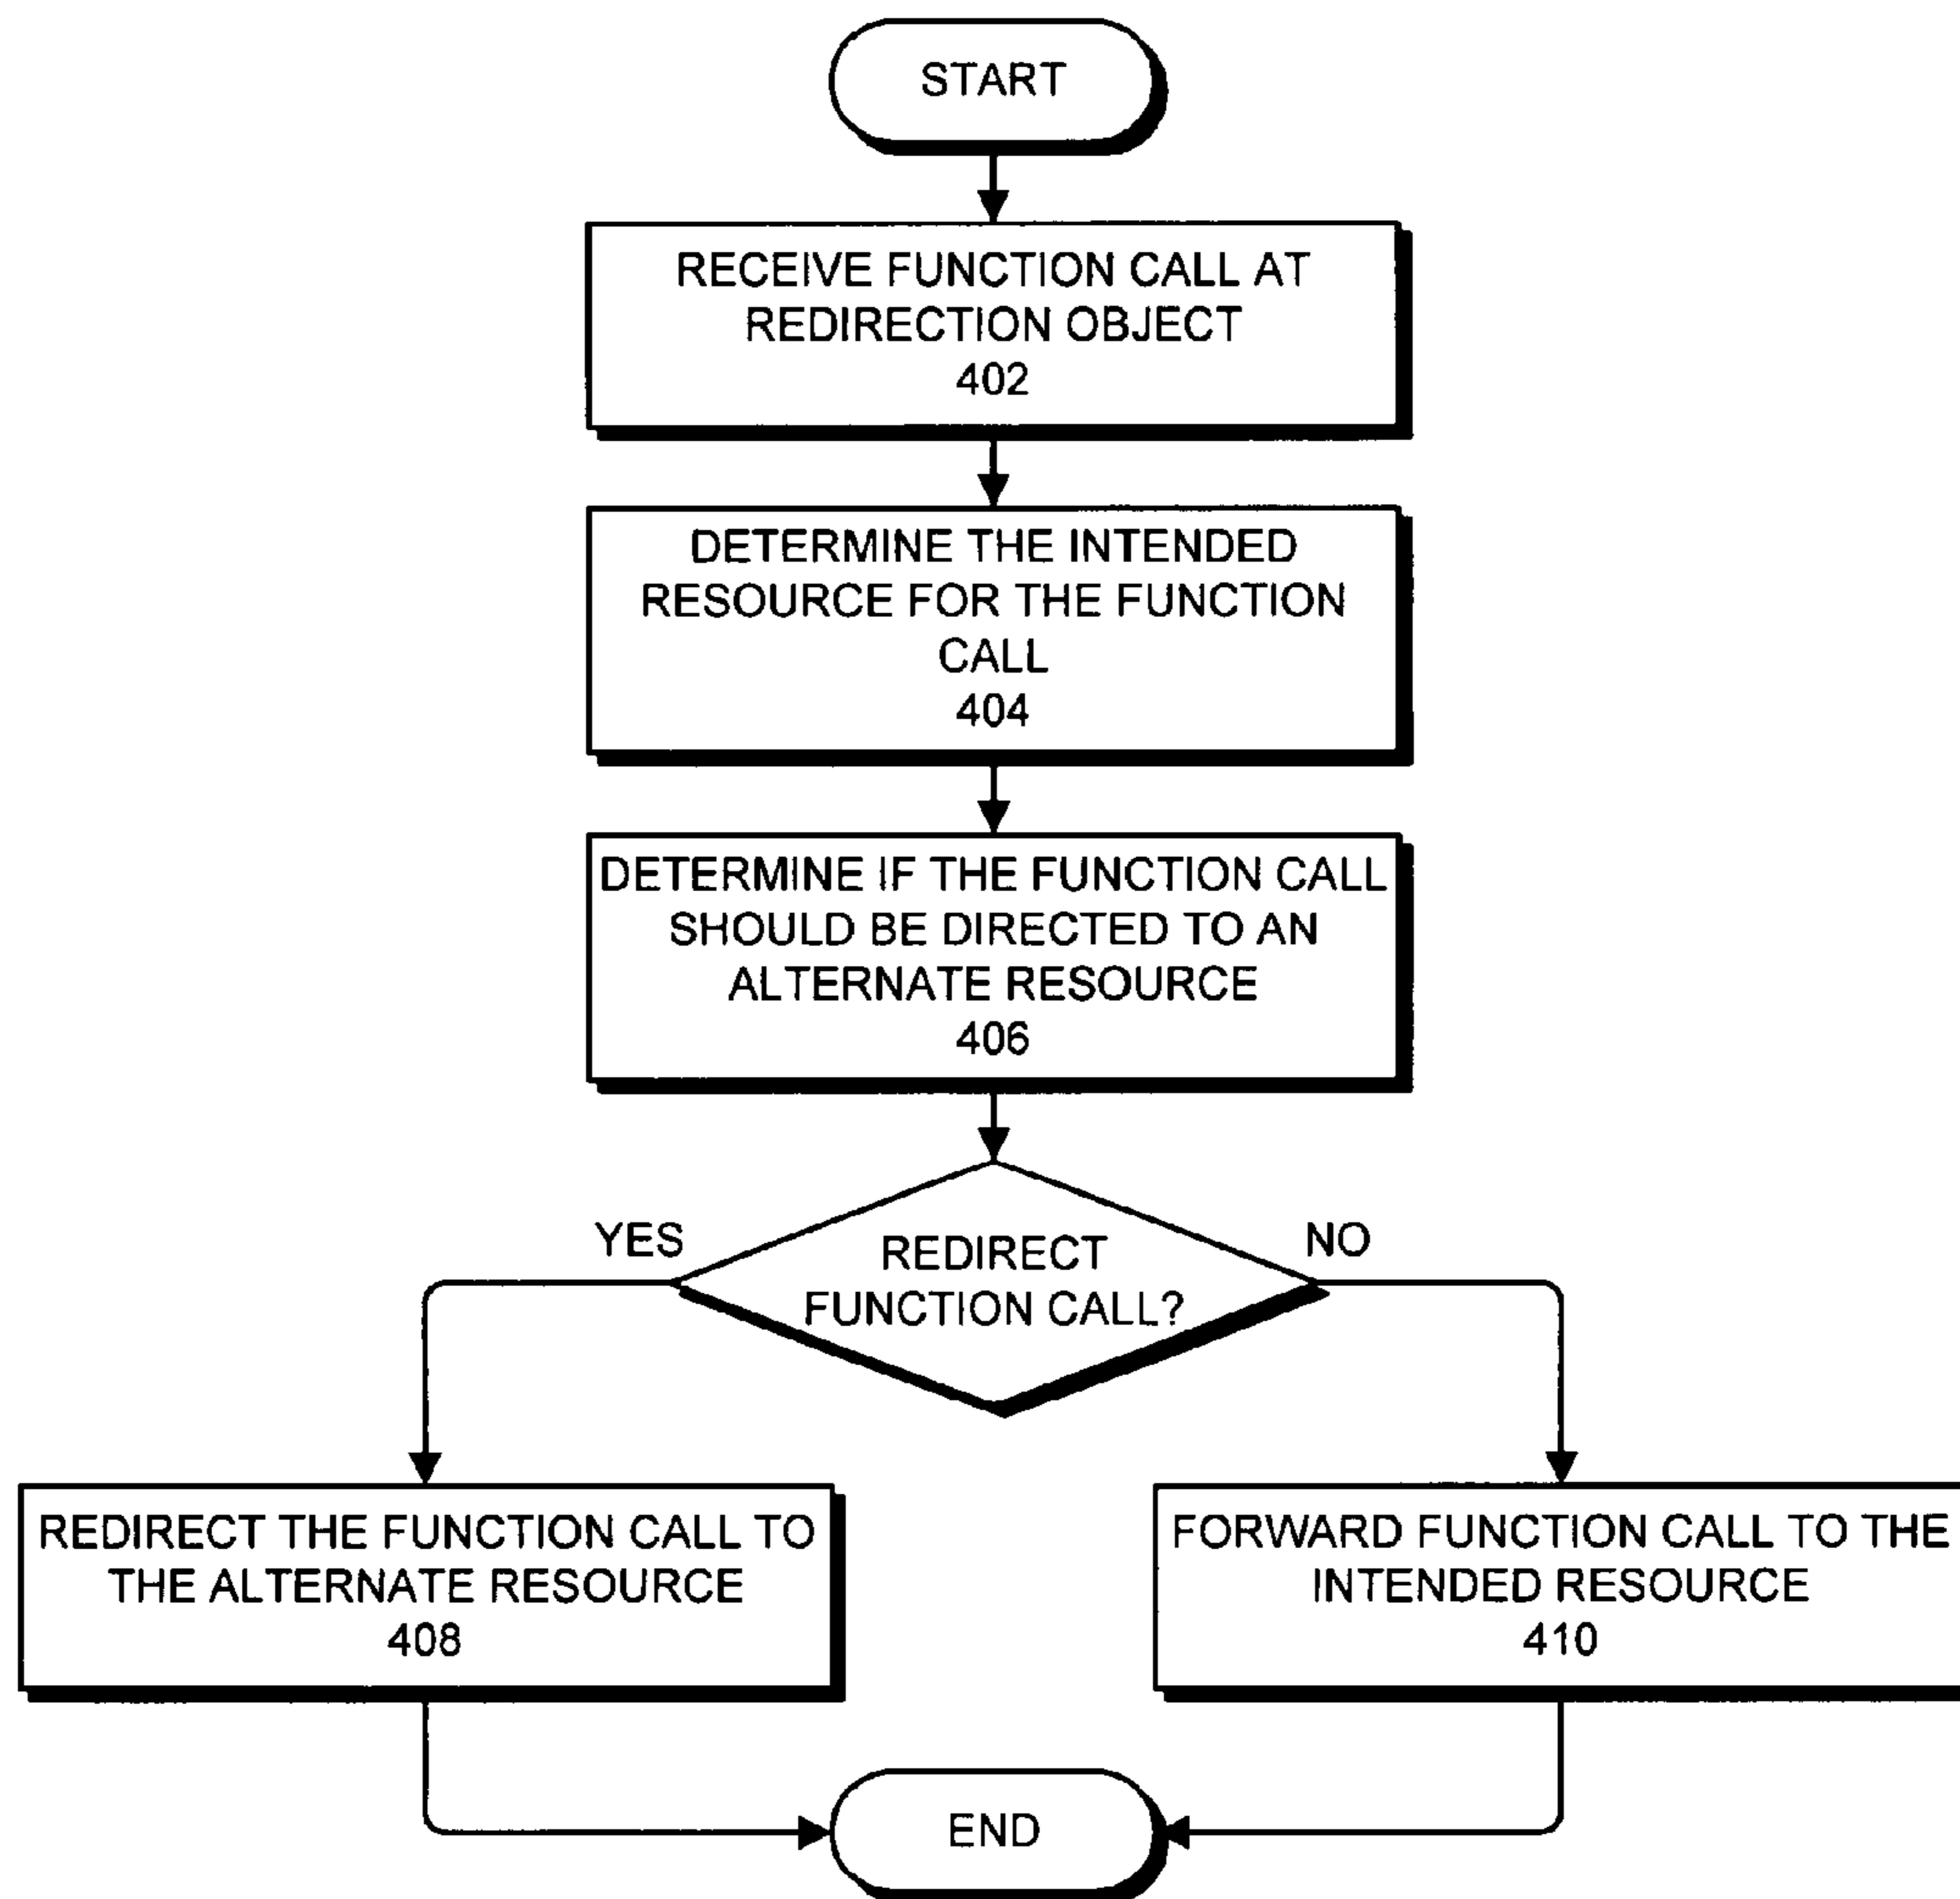 START
RECEIVE FUNCTION CALL AT
REDIRECTION OBJECT
402
DETERMINE THE INTENDED
RESOURCE FOR THE FUNCTION
CALL
404
DETERMINE IF THE FUNCTION CALL
SHOULD BE DIRECTED TO AN
ALTERNATE RESOURCE
406
YES
REDIRECT
FUNCTION CALL?
NO
REDIRECT THE FUNCTION CALL TO
THE ALTERNATE RESOURCE
408
FORWARD FUNCTION CALL TO THE
INTENDED RESOURCE
410
END